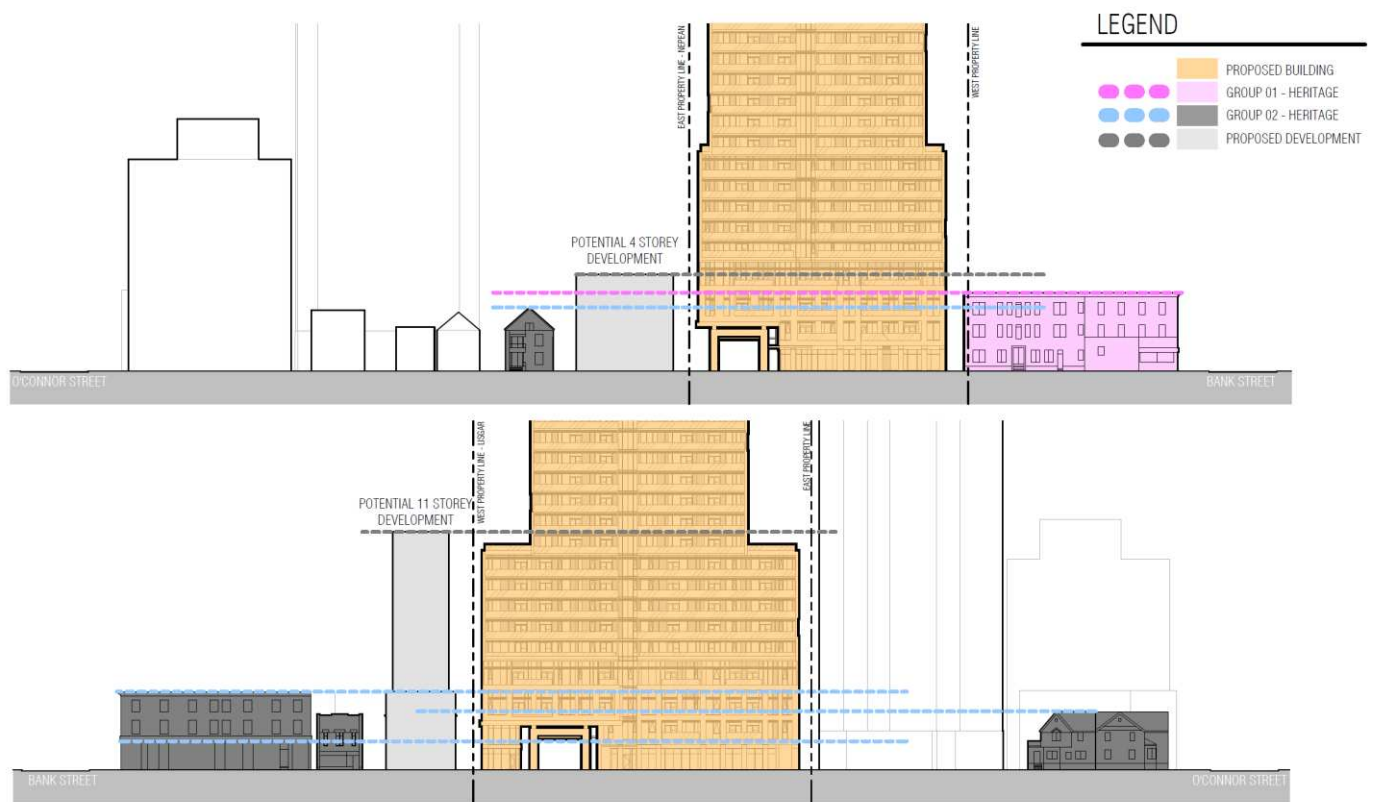 LEGEND
PROPOSED BUILDING
GROUP 01 - HERITAGE
GROUP 02 - HERITAGE
PROPOSED DEVELOPMENT
EAST PROPERTY LINE - NEPEAN
WEST PROPERTY LINE
POTENTIAL 4 STOREY
DEVELOPMENT
O'CONNOR STREET
BANK STREET
WEST PROPERTY LINE - LISGAR
EAST PROPERTY LINE
POTENTIAL 11 STOREY
DEVELOPMENT
BANK STREET
O'CONNOR STREET